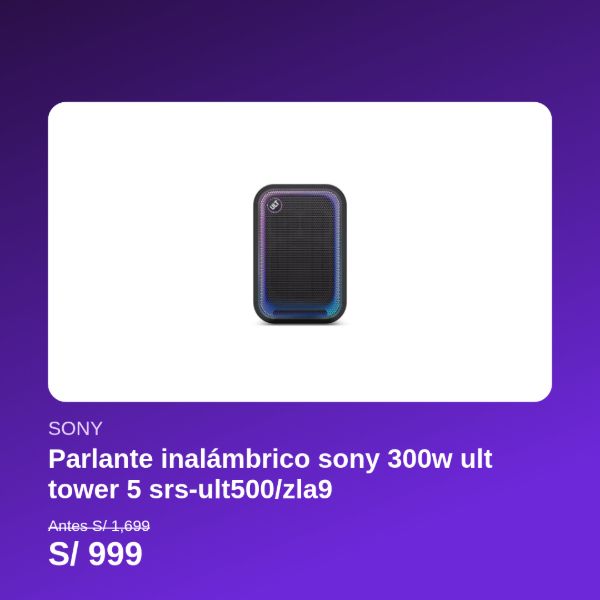 SONY
Parlante inalámbrico sony 300w ult
tower 5 srs-ult500/zla9
Antes S/ 1,699
S/ 999